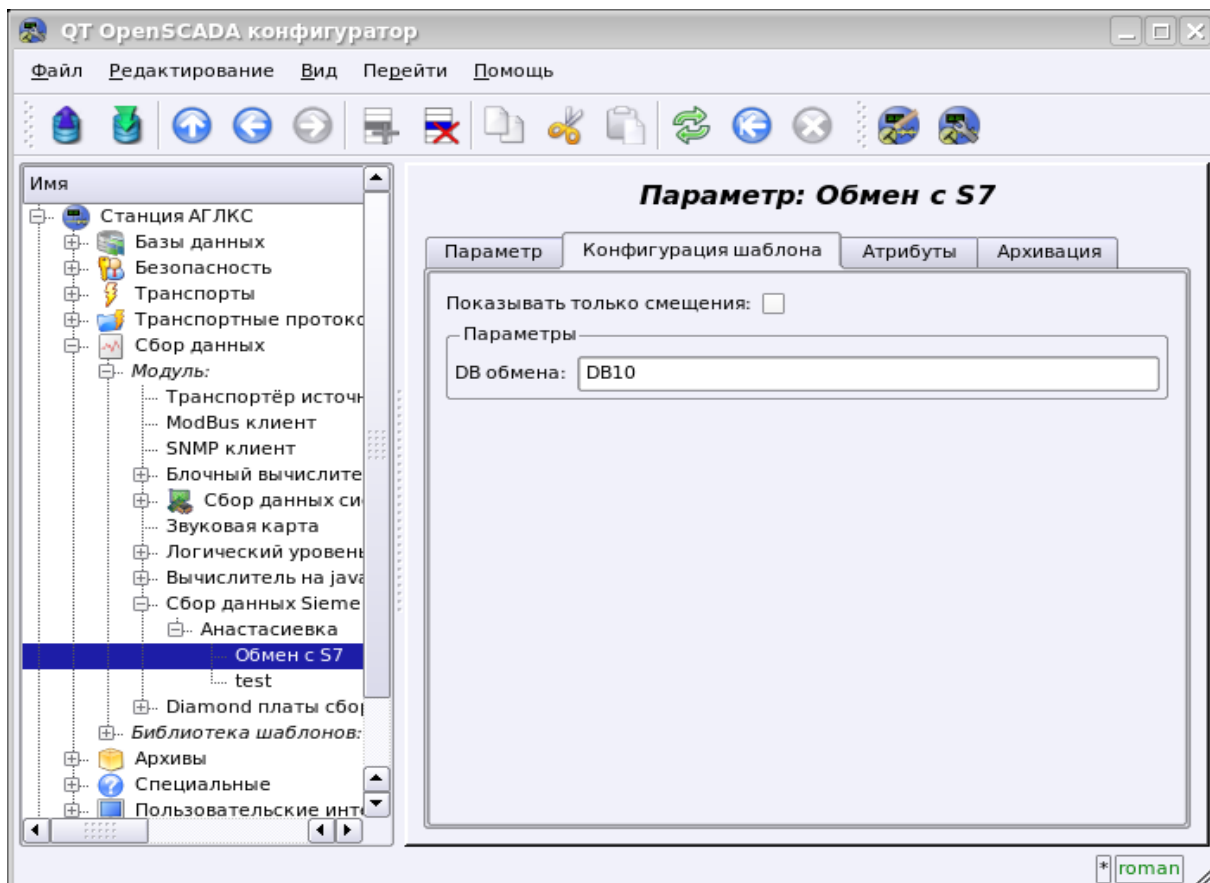 QT OpenSCADA конфигуратор
Файл Редактирование Вид Перейти Помощь
Имя
Станция АГЛКС
Базы данных
Безопасность
Транспорты
Транспортные протоко
Сбор данных
Модуль:
Транспортёр источн
ModBus клиент
SNMP клиент
Блочный вычислите
Сбор данных си
Звуковая карта
Логический уровень
Вычислитель на java
Сбор данных Sieme
Анастасиевка
Обмен с S7
test
Diamond платы сбор
Библиотека шаблонов:
Архивы
Специальные
Пользовательские инте
Параметр: Обмен с S7
Параметр Конфигурация шаблона Атрибуты Архивация
Показывать только смещения:
Параметры
DB обмена: DB10
* roman